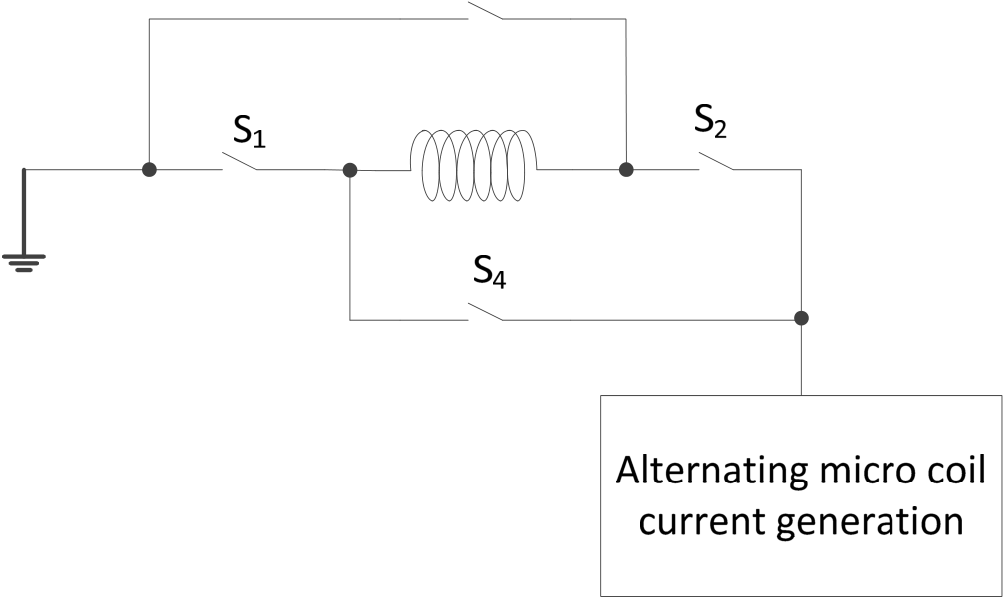 S₁
S₂
S₄
Alternating micro coil
current generation